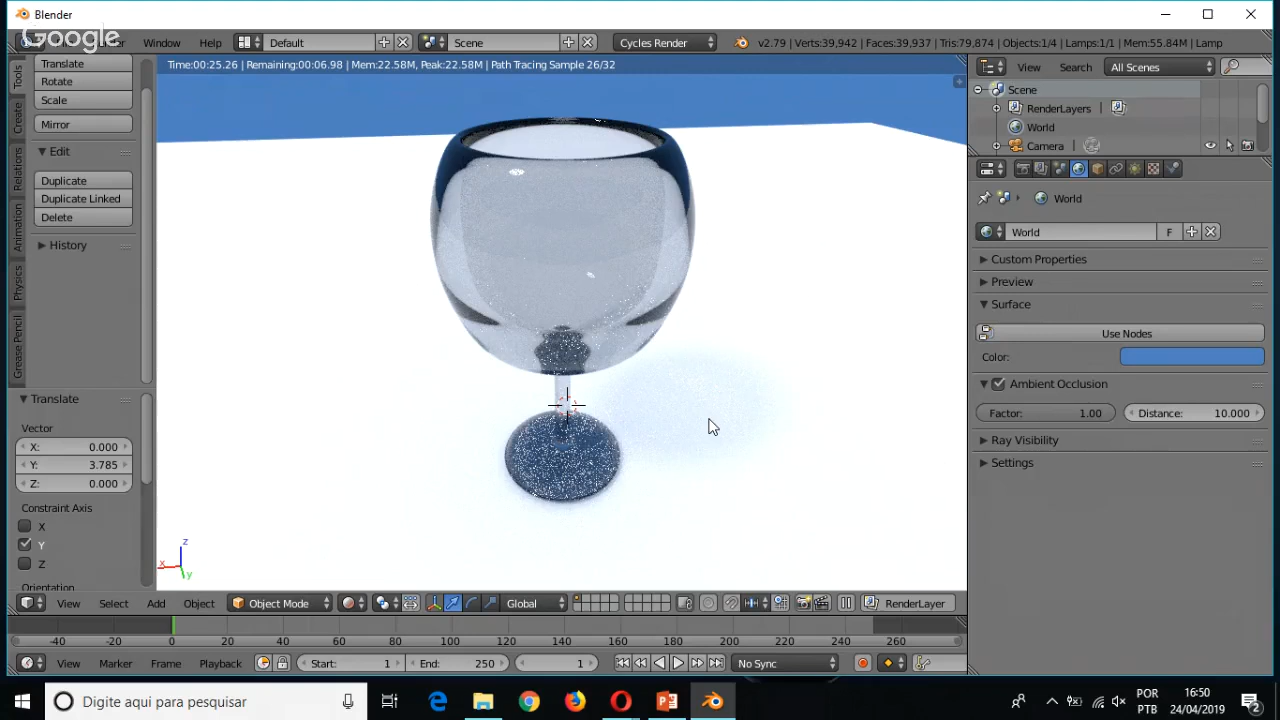 Blender
Google
Window Help Default Scene Cycles Render v2.79 | Verts:39,942 | Faces:39,937 | Tris:79,874 | Objects:1/4 | Lamps:1/1 | Mem:55.84M | Lamp
Time:00:25.26 | Remaining:00:06.98 | Mem:22.58M, Peak:22.58M | Path Tracing Sample 26/32
View Search All Scenes
Scene
RenderLayers
World
Camera
Tools
Create
Relations
Animation
Physics
Grease Pencil
Translate
Rotate
Scale
Mirror
Edit
Duplicate
Duplicate Linked
Delete
History
Translate
Vector
X: 0.000
Y: 3.785
Z: 0.000
Constraint Axis
X
Y
Z
Orientation
z
x
y
World
World F
Custom Properties
Preview
Surface
Use Nodes
Color:
Ambient Occlusion
Factor: 1.00 Distance: 10.000
Ray Visibility
Settings
View Select Add Object Object Mode Global RenderLayer
-40 -20 0 20 40 60 80 100 120 140 160 180 200 220 240 260
View Marker Frame Playback Start: 1 End: 250 1 No Sync
Digite aqui para pesquisar
POR
PTB
16:50
24/04/2019
2